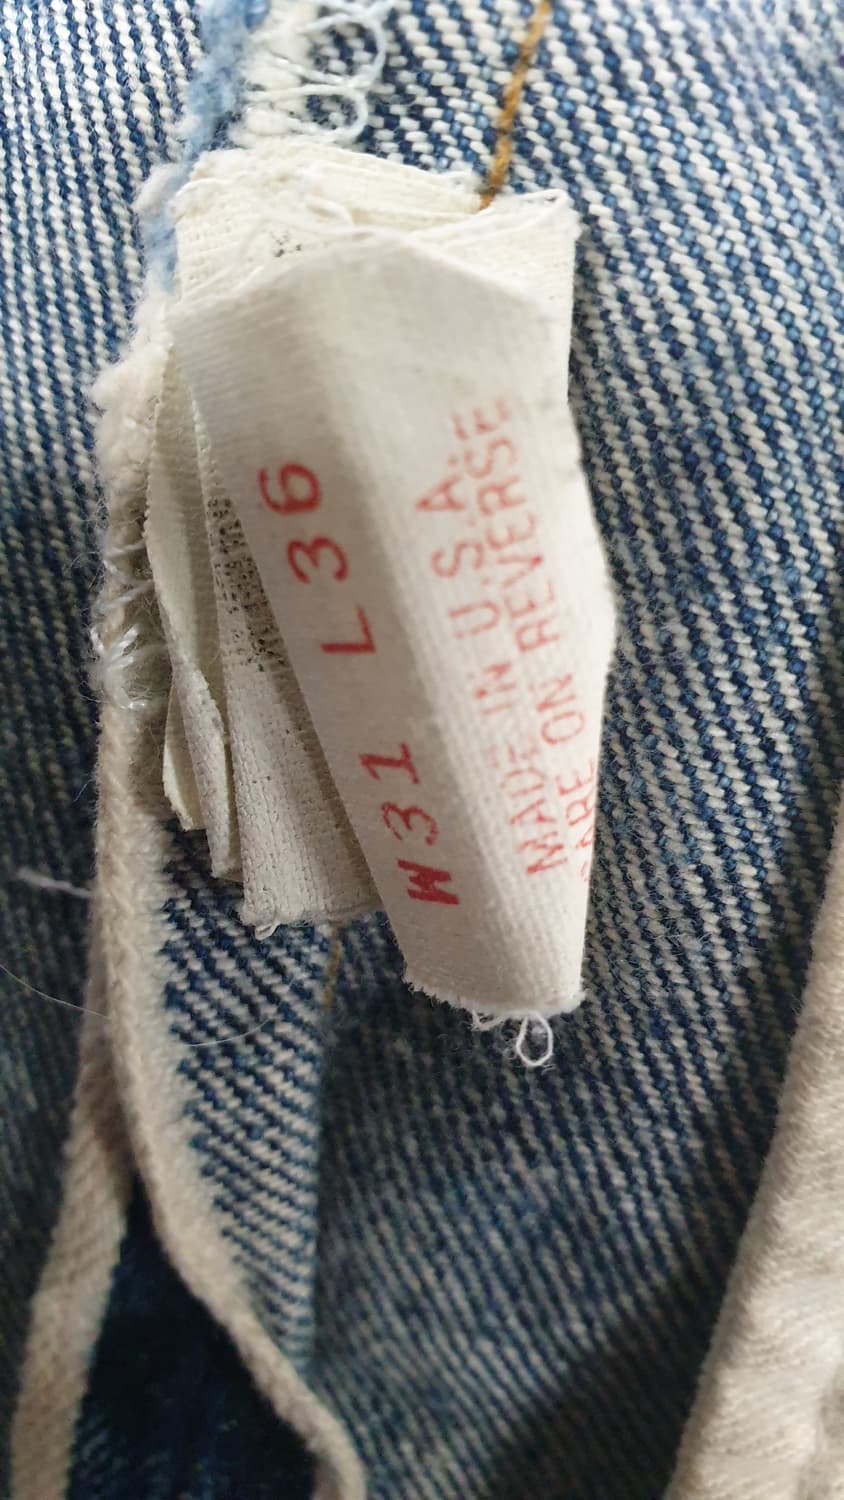 W31 L36
MADE IN U.S.A.
CARE ON REVERSE